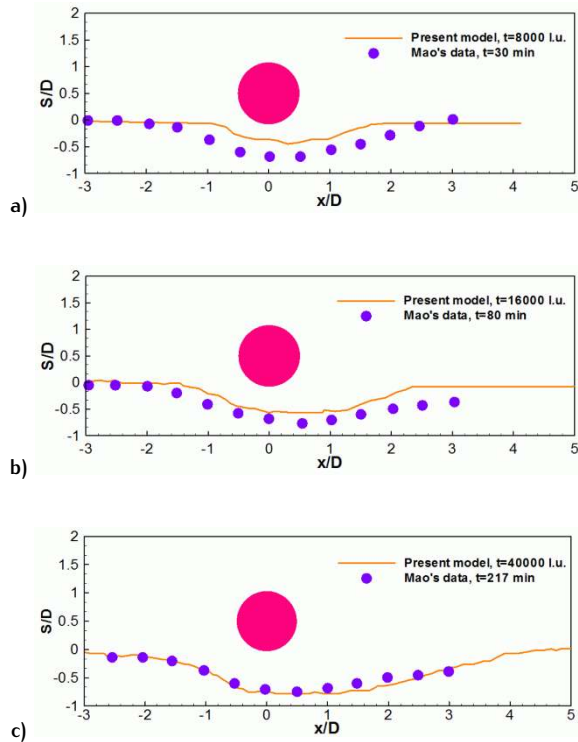 2
1.5
Present model, t=8000 l.u.
Mao's data, t=30 min
1
S/D
0.5
0
-0.5
-1
-3 -2 -1 0 1 2 3 4 5
x/D
a)
2
1.5
Present model, t=16000 l.u.
Mao's data, t=80 min
1
S/D
0.5
0
-0.5
-1
-3 -2 -1 0 1 2 3 4 5
x/D
b)
2
1.5
Present model, t=40000 l.u.
Mao's data, t=217 min
1
S/D
0.5
0
-0.5
-1
-3 -2 -1 0 1 2 3 4 5
x/D
c)